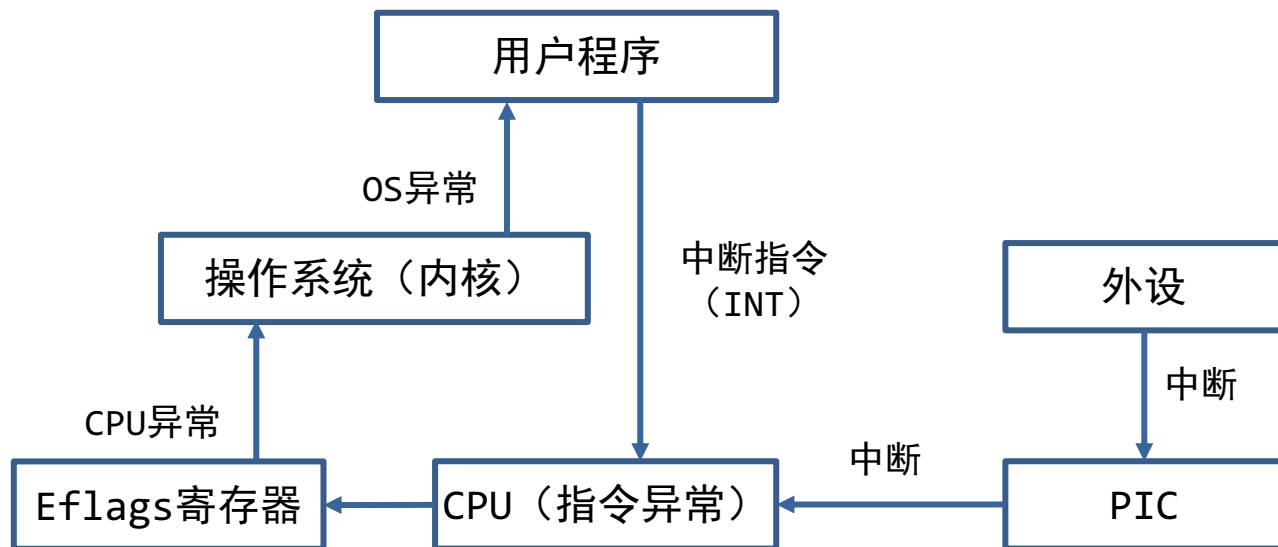 用户程序
OS异常
操作系统（内核）
中断指令
（INT）
外设
中断
CPU异常
中断
Eflags寄存器
CPU（指令异常）
PIC